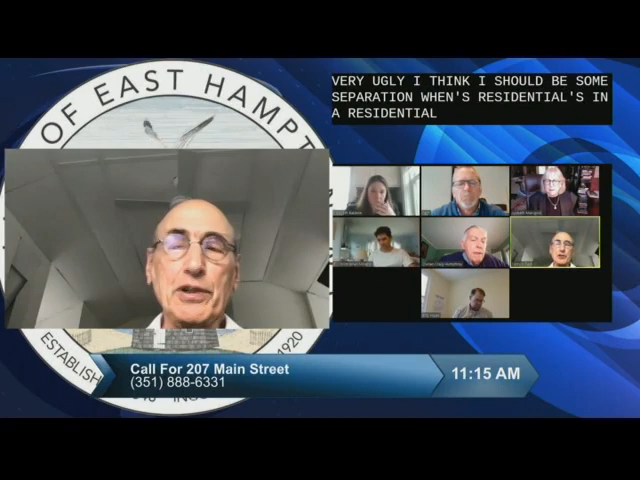 OF EAST HAMPT
ESTABLISH
1920
VERY UGLY I THINK I SHOULD BE SOME
SEPARATION WHEN'S RESIDENTIAL'S IN
A RESIDENTIAL
Call For 207 Main Street
(351) 888-6331
11:15 AM